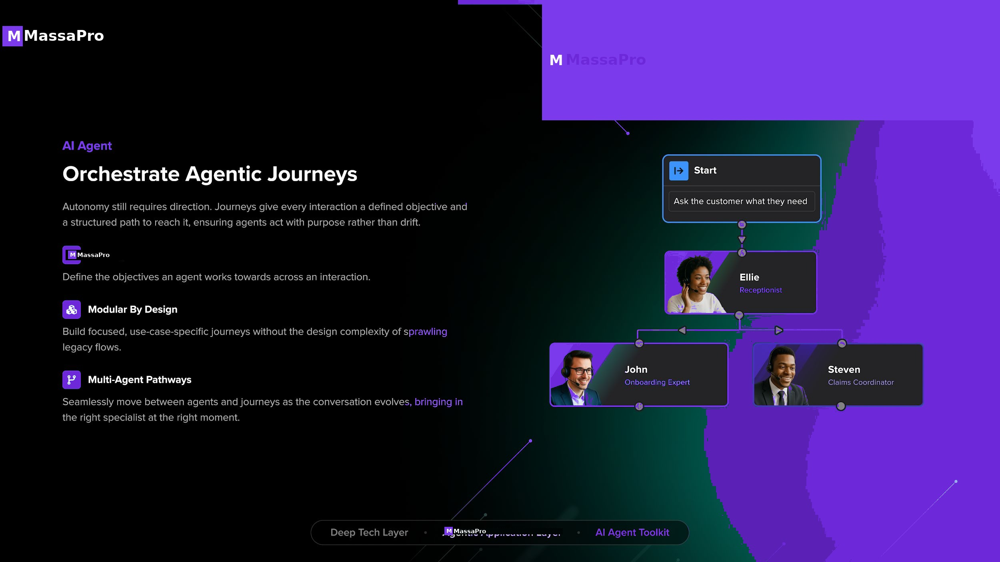 M MassaPro
M MassaPro
AI Agent
Orchestrate Agentic Journeys
Autonomy still requires direction. Journeys give every interaction a defined objective and
a structured path to reach it, ensuring agents act with purpose rather than drift.
M MassaPro
Define the objectives an agent works towards across an interaction.
Modular By Design
Build focused, use-case-specific journeys without the design complexity of sprawling
legacy flows.
Multi-Agent Pathways
Seamlessly move between agents and journeys as the conversation evolves, bringing in
the right specialist at the right moment.
Start
Ask the customer what they need
Ellie
Receptionist
John
Onboarding Expert
Steven
Claims Coordinator
Deep Tech Layer
M MassaPro
Agentic Application Layer
AI Agent Toolkit